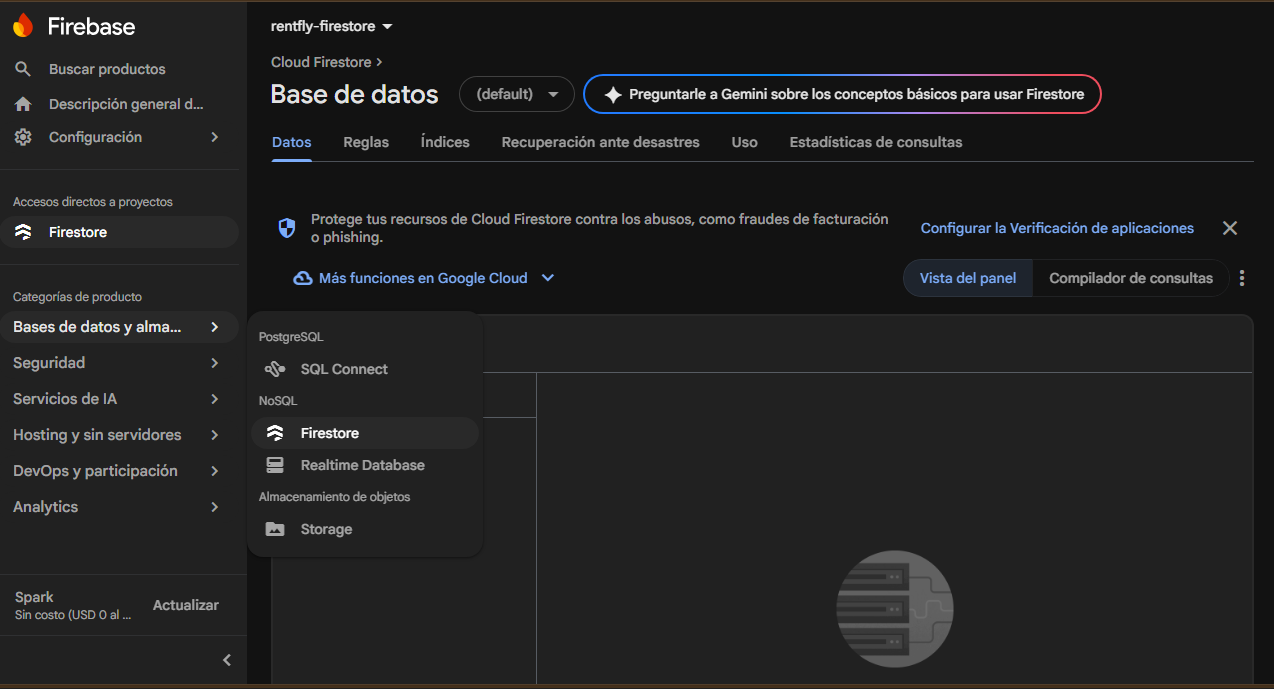 Firebase
Buscar productos
Descripción general d...
Configuración
Accesos directos a proyectos
Firestore
Categorías de producto
Bases de datos y alma...
Seguridad
Servicios de IA
Hosting y sin servidores
DevOps y participación
Analytics
Spark
Sin costo (USD 0 al ...
Actualizar
rentfly-firestore
Cloud Firestore
Base de datos
(default)
Preguntarle a Gemini sobre los conceptos básicos para usar Firestore
Datos
Reglas
Índices
Recuperación ante desastres
Uso
Estadísticas de consultas
Protege tus recursos de Cloud Firestore contra los abusos, como fraudes de facturación
o phishing.
Configurar la Verificación de aplicaciones
Más funciones en Google Cloud
Vista del panel
Compilador de consultas
PostgreSQL
SQL Connect
NoSQL
Firestore
Realtime Database
Almacenamiento de objetos
Storage